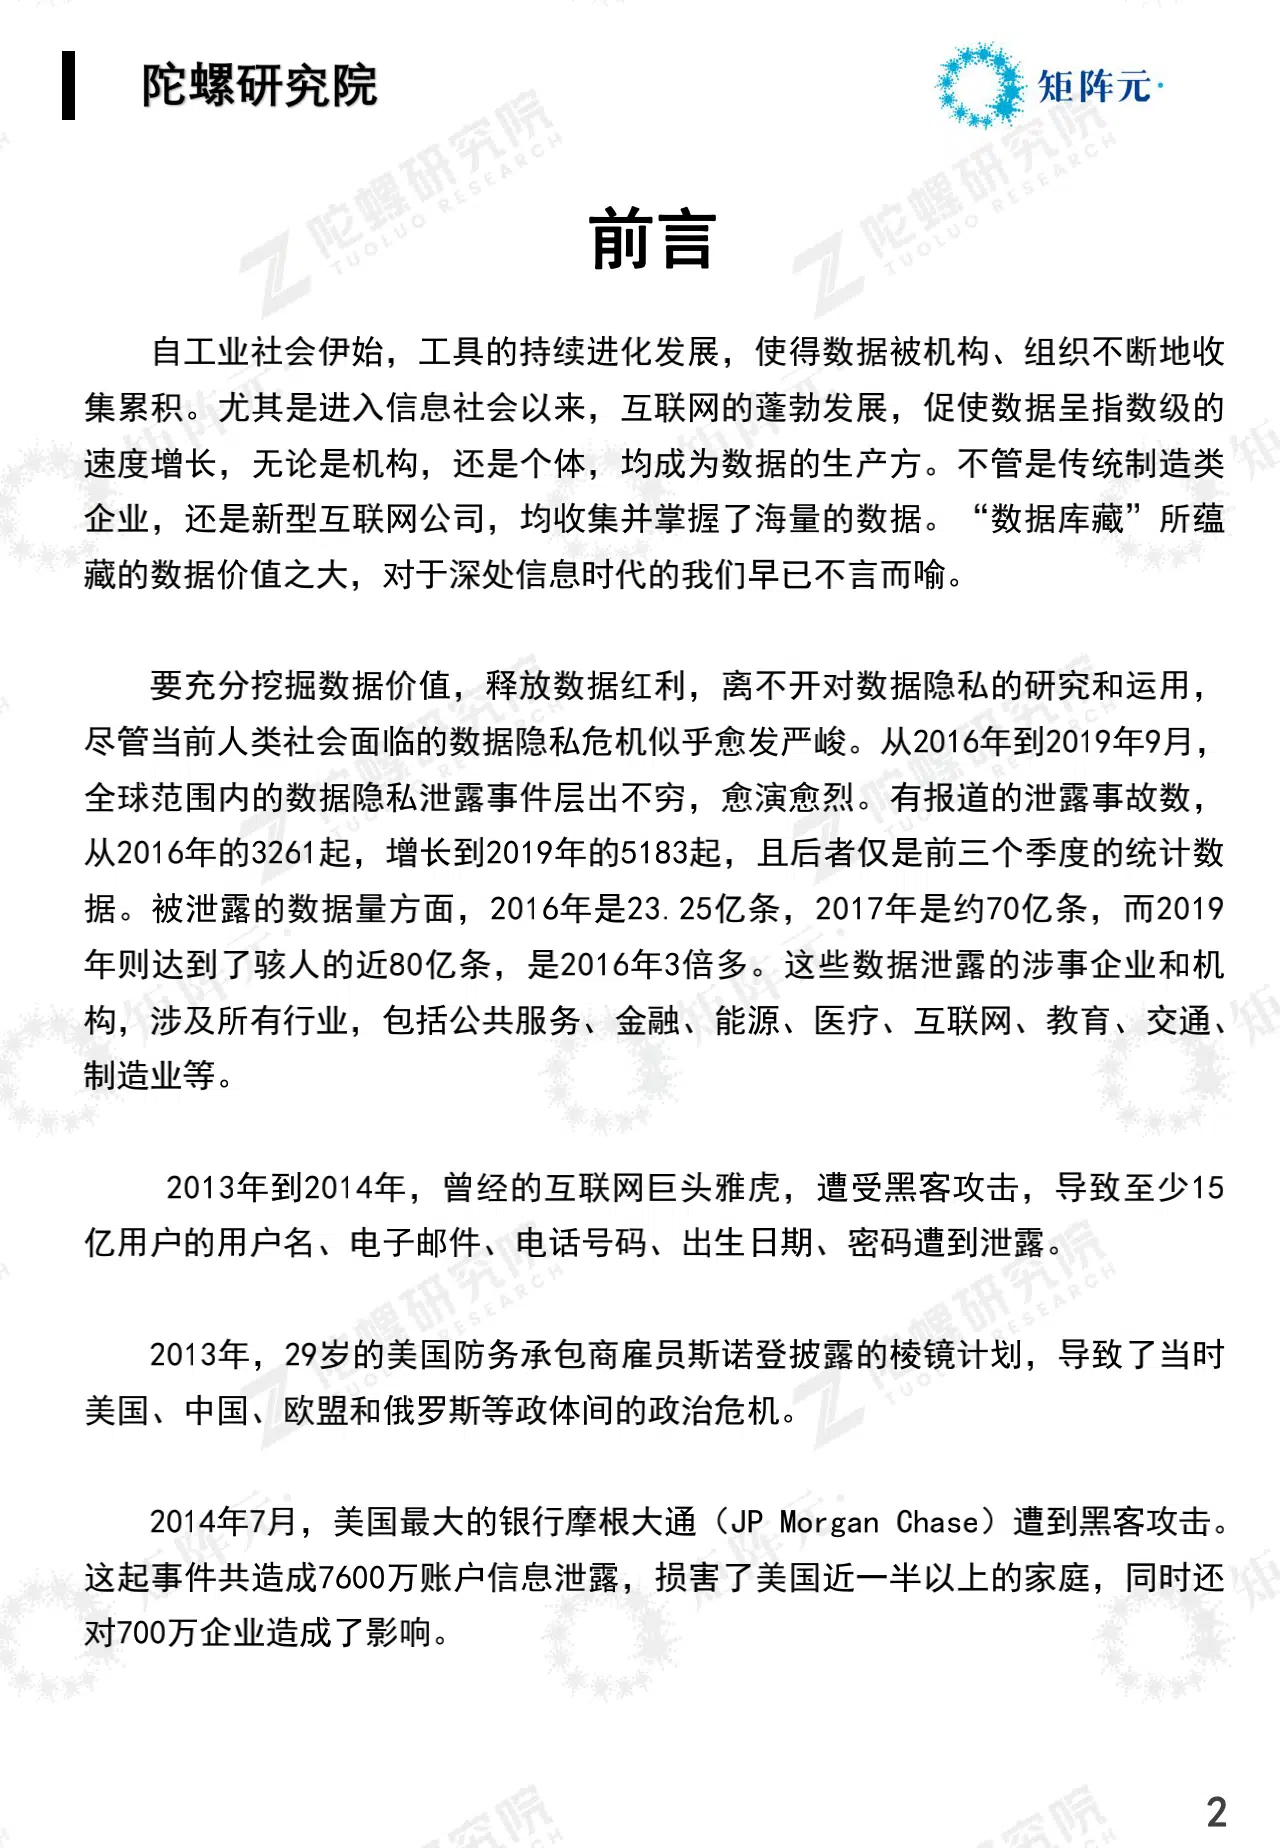 陀螺研究院
矩阵元
前言
自工业社会伊始，工具的持续进化发展，使得数据被机构、组织不断地收
集累积。尤其是进入信息社会以来，互联网的蓬勃发展，促使数据呈指数级的
速度增长，无论是机构，还是个体，均成为数据的生产方。不管是传统制造类
企业，还是新型互联网公司，均收集并掌握了海量的数据。“数据库藏”所蕴
藏的数据价值之大，对于深处信息时代的我们早已不言而喻。
要充分挖掘数据价值，释放数据红利，离不开对数据隐私的研究和运用，
尽管当前人类社会面临的数据隐私危机似乎愈发严峻。从2016年到2019年9月，
全球范围内的数据隐私泄露事件层出不穷，愈演愈烈。有报道的泄露事故数，
从2016年的3261起，增长到2019年的5183起，且后者仅是前三个季度的统计数
据。被泄露的数据量方面，2016年是23.25亿条，2017年是约70亿条，而2019
年则达到了骇人的近80亿条，是2016年3倍多。这些数据泄露的涉事企业和机
构，涉及所有行业，包括公共服务、金融、能源、医疗、互联网、教育、交通、
制造业等。
2013年到2014年，曾经的互联网巨头雅虎，遭受黑客攻击，导致至少15
亿用户的用户名、电子邮件、电话号码、出生日期、密码遭到泄露。
2013年，29岁的美国防务承包商雇员斯诺登披露的棱镜计划，导致了当时
美国、中国、欧盟和俄罗斯等政体间的政治危机。
2014年7月，美国最大的银行摩根大通（JP Morgan Chase）遭到黑客攻击。
这起事件共造成7600万账户信息泄露，损害了美国近一半以上的家庭，同时还
对700万企业造成了影响。
2